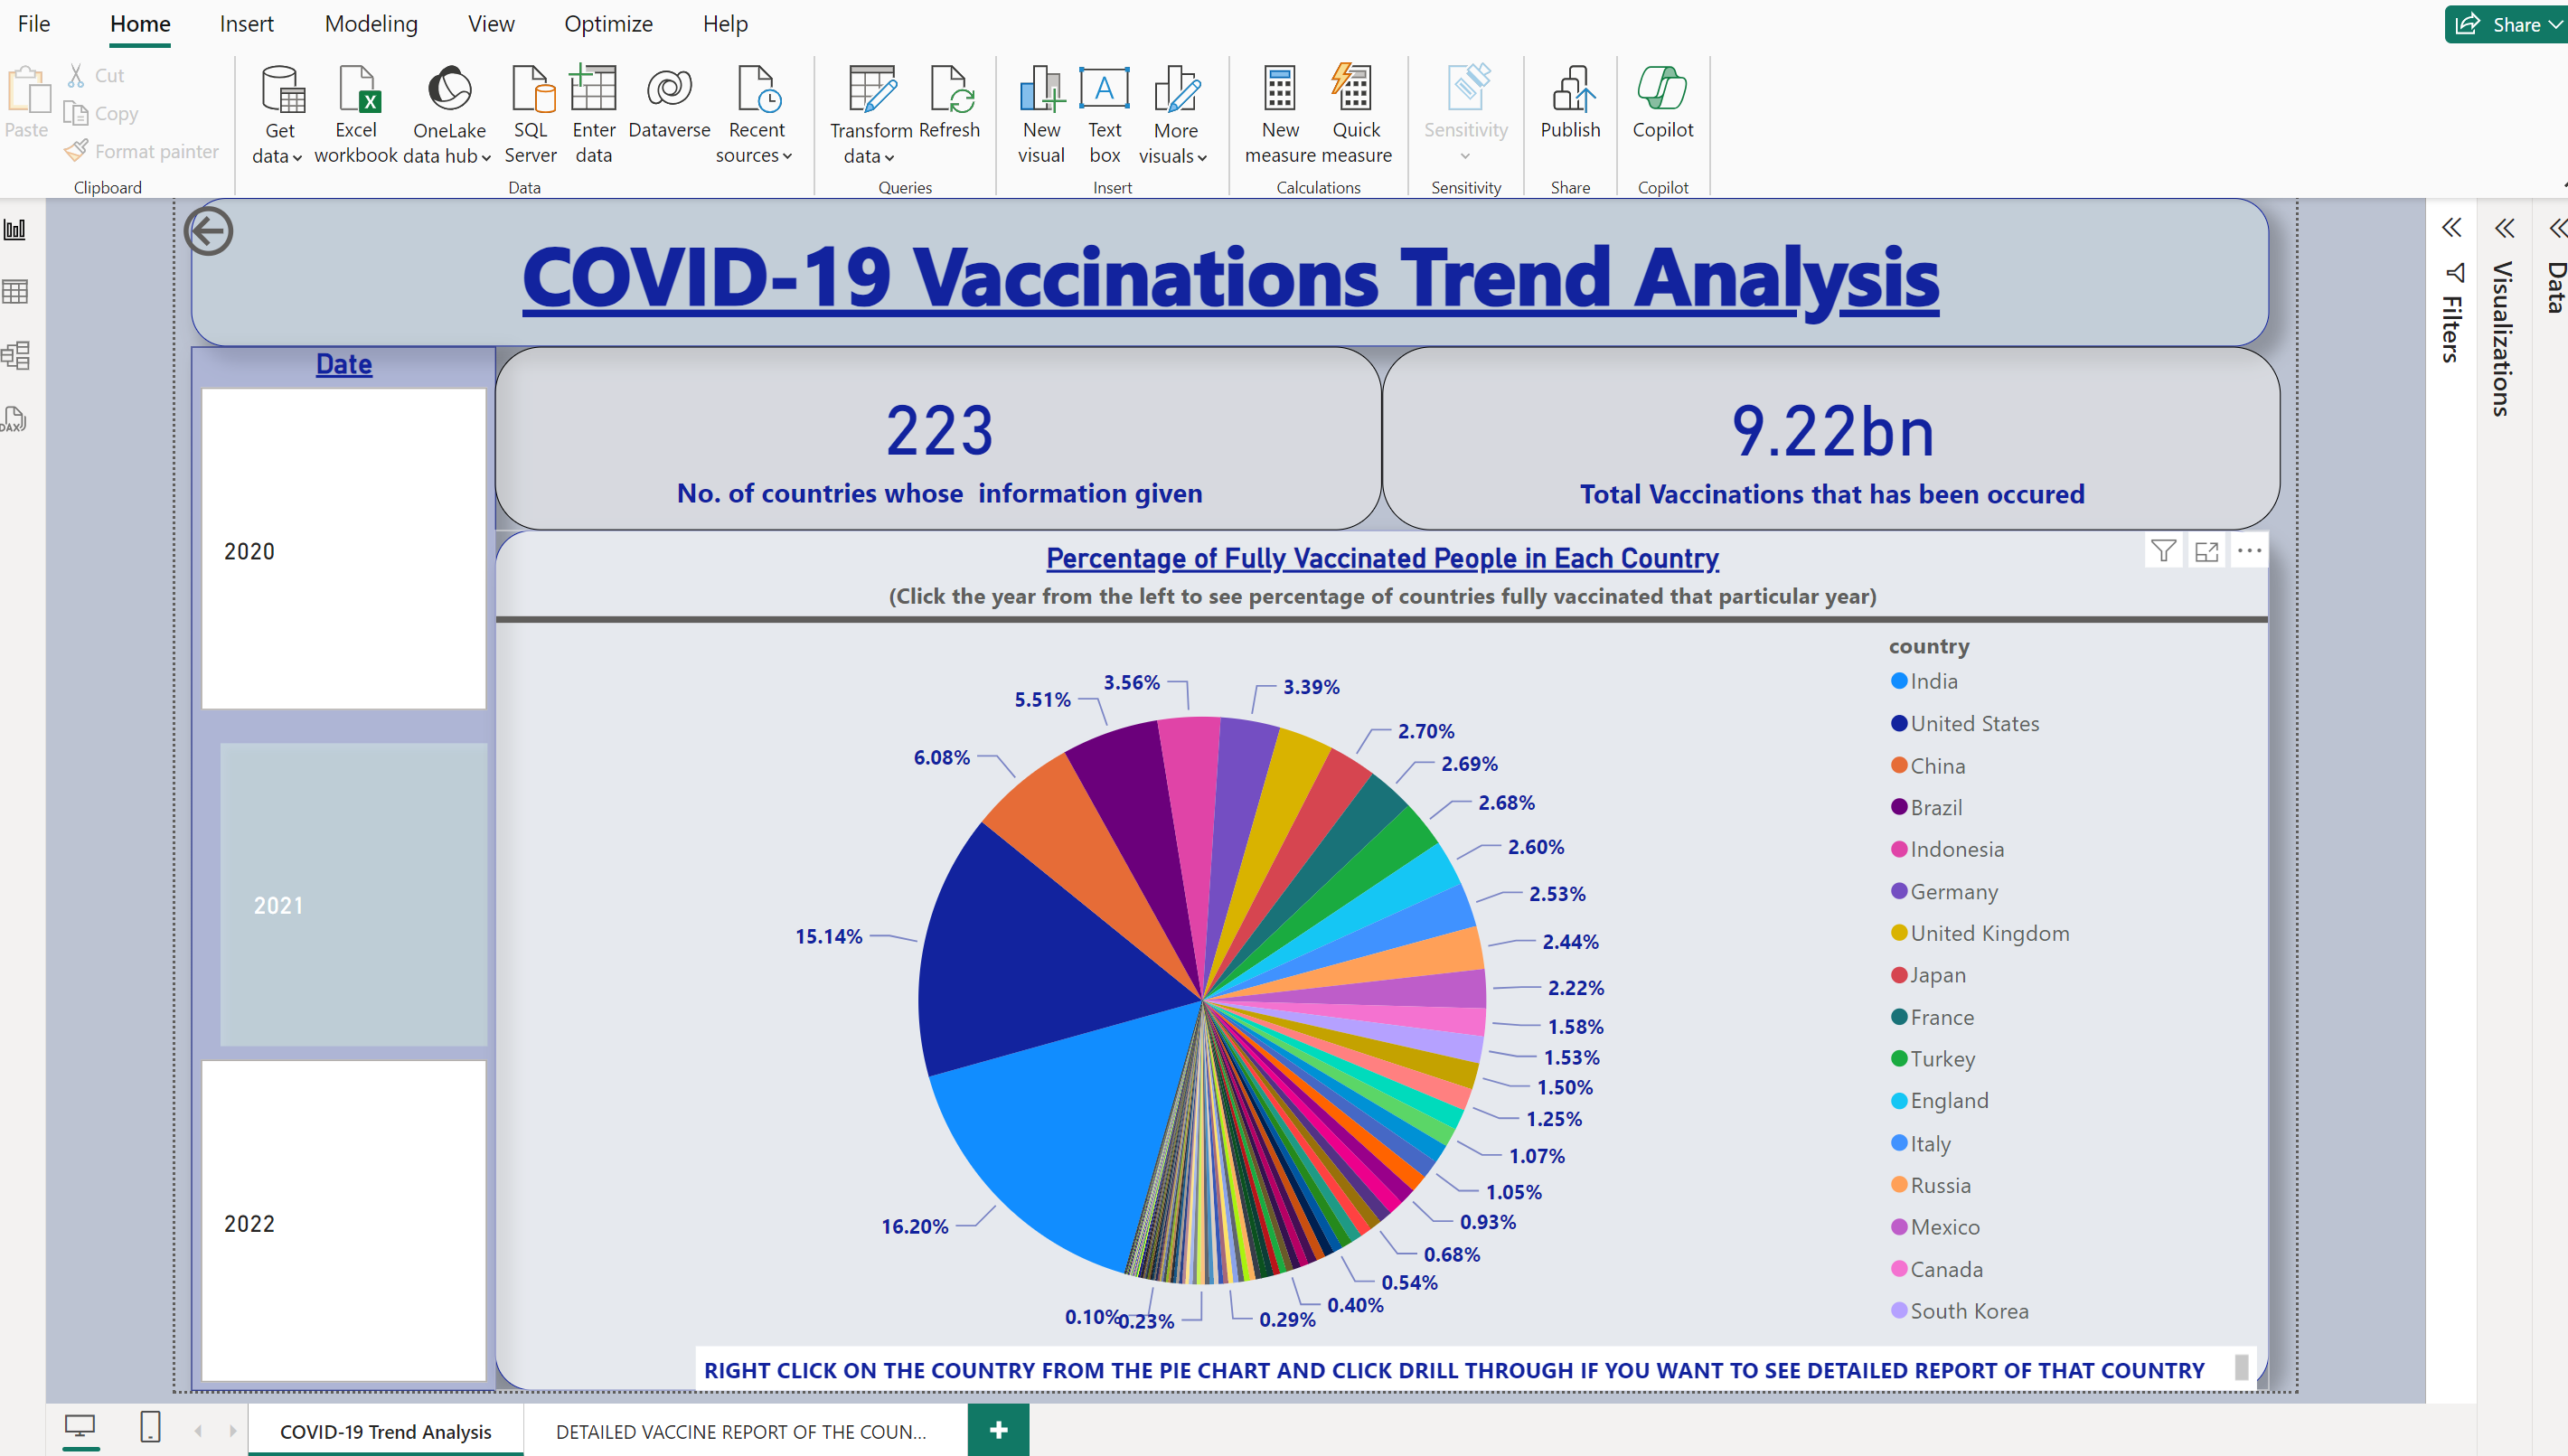 File Home Insert Modeling View Optimize Help Share
Paste
Cut
Copy
Format painter
Clipboard
Get data
Excel workbook
OneLake data hub
SQL Server
Enter data
Dataverse
Recent sources
Data
Transform data
Refresh
Queries
New visual
Text box
More visuals
Insert
New measure
Quick measure
Calculations
Sensitivity
Sensitivity
Publish
Share
Copilot
Copilot
COVID-19 Vaccinations Trend Analysis
Date
2020
2021
2022
223
No. of countries whose information given
9.22bn
Total Vaccinations that has been occured
Percentage of Fully Vaccinated People in Each Country
(Click the year from the left to see percentage of countries fully vaccinated that particular year)
3.56%
5.51%
6.08%
15.14%
16.20%
3.39%
2.70%
2.69%
2.68%
2.60%
2.53%
2.44%
2.22%
1.58%
1.53%
1.50%
1.25%
1.07%
1.05%
0.93%
0.68%
0.54%
0.40%
0.29%
0.23%
0.10%
country
India
United States
China
Brazil
Indonesia
Germany
United Kingdom
Japan
France
Turkey
England
Italy
Russia
Mexico
Canada
South Korea
RIGHT CLICK ON THE COUNTRY FROM THE PIE CHART AND CLICK DRILL THROUGH IF YOU WANT TO SEE DETAILED REPORT OF THAT COUNTRY
Filters
Visualizations
Data
DAX
COVID-19 Trend Analysis
DETAILED VACCINE REPORT OF THE COUN...